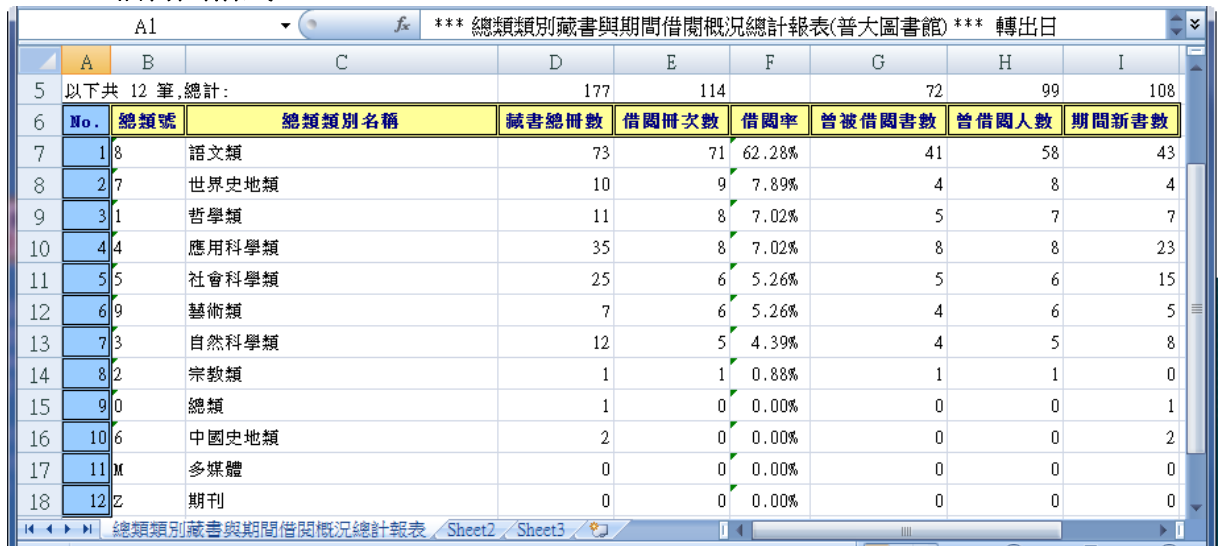 A1 fx *** 總類類別藏書與期間借閱概況總計報表(普大圖書館) *** 轉出日
A B C D E F G H I
5 以下共 12 筆,總計: 177 114 72 99 108
6 No. 總類號 總類類別名稱 藏書總冊數 借閱冊次數 借閱率 曾被借閱書數 曾借閱人數 期間新書數
7 1 8 語文類 73 71 62.28% 41 58 43
8 2 7 世界史地類 10 9 7.89% 4 8 4
9 3 1 哲學類 11 8 7.02% 5 7 7
10 4 4 應用科學類 35 8 7.02% 8 8 23
11 5 5 社會科學類 25 6 5.26% 5 6 15
12 6 9 藝術類 7 6 5.26% 4 6 5
13 7 3 自然科學類 12 5 4.39% 4 5 8
14 8 2 宗教類 1 1 0.88% 1 1 0
15 9 0 總類 1 0 0.00% 0 0 1
16 10 6 中國史地類 2 0 0.00% 0 0 2
17 11 M 多媒體 0 0 0.00% 0 0 0
18 12 Z 期刊 0 0 0.00% 0 0 0
總類類別藏書與期間借閱概況總計報表 Sheet2 Sheet3